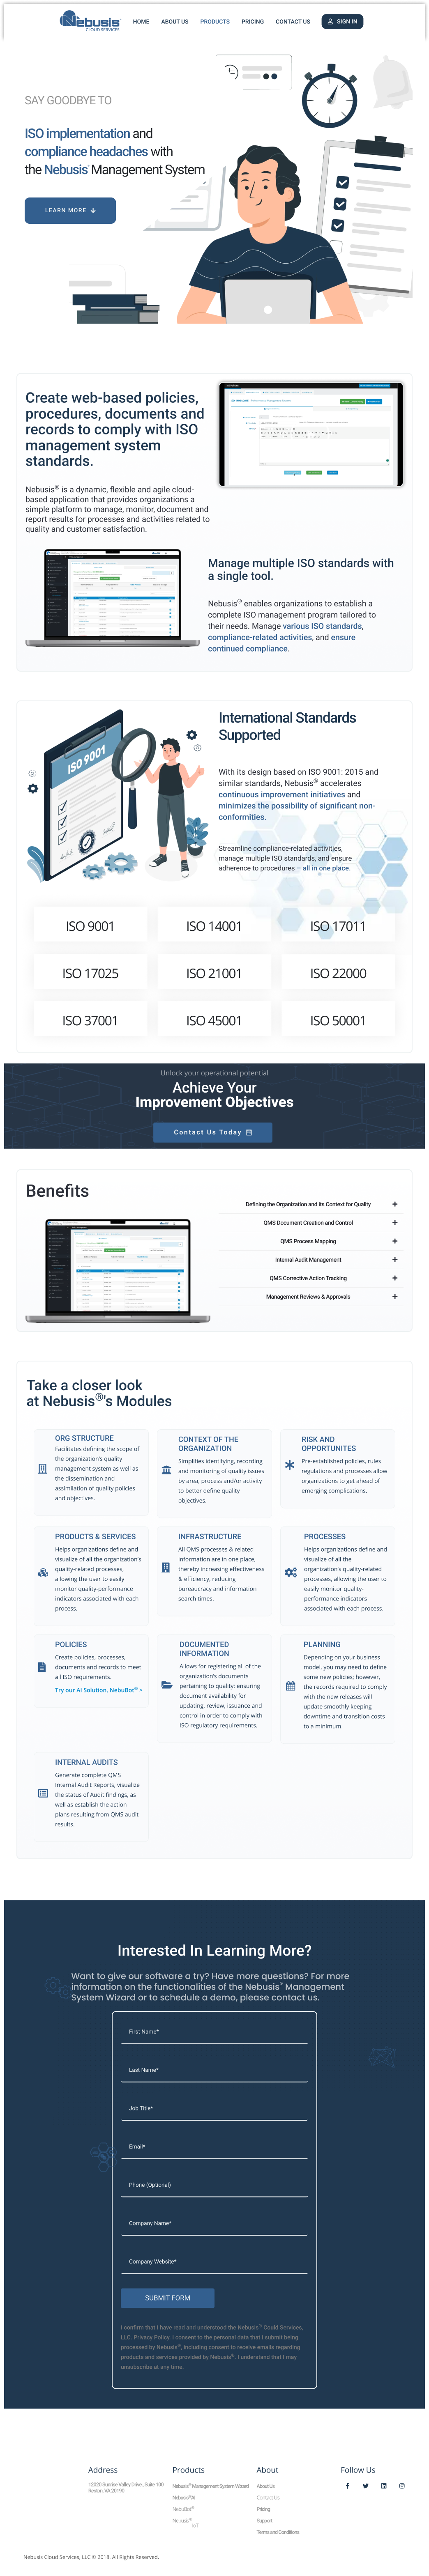 Nebusis
CLOUD SERVICES
HOME
ABOUT US
PRODUCTS
PRICING
CONTACT US
SIGN IN
SAY GOODBYE TO
ISO implementation and
compliance headaches with
the Nebusis® Management System
LEARN MORE
Create web-based policies,
procedures, documents and
records to comply with ISO
management system
standards.
Nebusis® is a dynamic, flexible and agile cloud-
based application that provides organizations a
simple platform to manage, monitor, document and
report results for processes and activities related to
quality and customer satisfaction.
Manage multiple ISO standards with
a single tool.
Nebusis® enables organizations to establish a
complete ISO management program tailored to
their needs. Manage various ISO standards,
compliance-related activities, and ensure
continued compliance.
ISO 9001
International Standards
Supported
With its design based on ISO 9001: 2015 and
similar standards, Nebusis® accelerates
continuous improvement initiatives and
minimizes the possibility of significant non-
conformities.
Streamline compliance-related activities,
manage multiple ISO standards, and ensure
adherence to procedures – all in one place.
ISO 9001
ISO 14001
ISO 17011
ISO 17025
ISO 21001
ISO 22000
ISO 37001
ISO 45001
ISO 50001
Unlock your operational potential
Achieve Your
Improvement Objectives
Contact Us Today
Benefits
Defining the Organization and its Context for Quality
QMS Document Creation and Control
QMS Process Mapping
Internal Audit Management
QMS Corrective Action Tracking
Management Reviews & Approvals
Take a closer look
at Nebusis®'s Modules
ORG STRUCTURE
Facilitates defining the scope of
the organization's quality
management system as well as
the dissemination and
assimilation of quality policies
and objectives.
CONTEXT OF THE
ORGANIZATION
Simplifies identifying, recording
and monitoring of quality issues
by area, process and/or activity
to better define quality
objectives.
RISK AND
OPPORTUNITES
Pre-established policies, rules
regulations and processes allow
organizations to get ahead of
emerging complications.
PRODUCTS & SERVICES
Helps organizations define and
visualize of all the organization's
quality-related processes,
allowing the user to easily
monitor quality-performance
indicators associated with each
process.
INFRASTRUCTURE
All QMS processes & related
information are in one place,
thereby increasing effectiveness
& efficiency, reducing
bureaucracy and information
search times.
PROCESSES
Helps organizations define and
visualize of all the
organization's quality-related
processes, allowing the user to
easily monitor quality-
performance indicators
associated with each process.
POLICIES
Create policies, processes,
documents and records to meet
all ISO requirements.
Try our AI Solution, NebuBot® >
DOCUMENTED
INFORMATION
Allows for registering all of the
organization's documents
pertaining to quality; ensuring
document availability for
updating, review, issuance and
control in order to comply with
ISO regulatory requirements.
PLANNING
Depending on your business
model, you may need to define
some new policies; however,
the records required to comply
with the new releases will
update smoothly keeping
downtime and transition costs
to a minimum.
INTERNAL AUDITS
Generate complete QMS
Internal Audit Reports, visualize
the status of Audit findings, as
well as establish the action
plans resulting from QMS audit
results.
Interested In Learning More?
Want to give our software a try? Have more questions? For more
information on the functionalities of the Nebusis® Management
System Wizard or to schedule a demo, please contact us.
First Name*
Last Name*
Job Title*
Email*
Phone (Optional)
Company Name*
Company Website*
SUBMIT FORM
I confirm that I have read and understood the Nebusis® Could Services,
LLC. Privacy Policy. I consent to the personal data that I submit being
processed by Nebusis®, including consent to receive emails regarding
products and services provided by Nebusis®. I understand that I may
unsubscribe at any time.
Address
12020 Sunrise Valley Drive., Suite 100
Reston, VA 20190
Products
Nebusis® Management System Wizard
Nebusis® AI
NebuBot®
Nebusis® IoT
About
About Us
Contact Us
Pricing
Support
Terms and Conditions
Follow Us
Nebusis Cloud Services, LLC © 2018. All Rights Reserved.